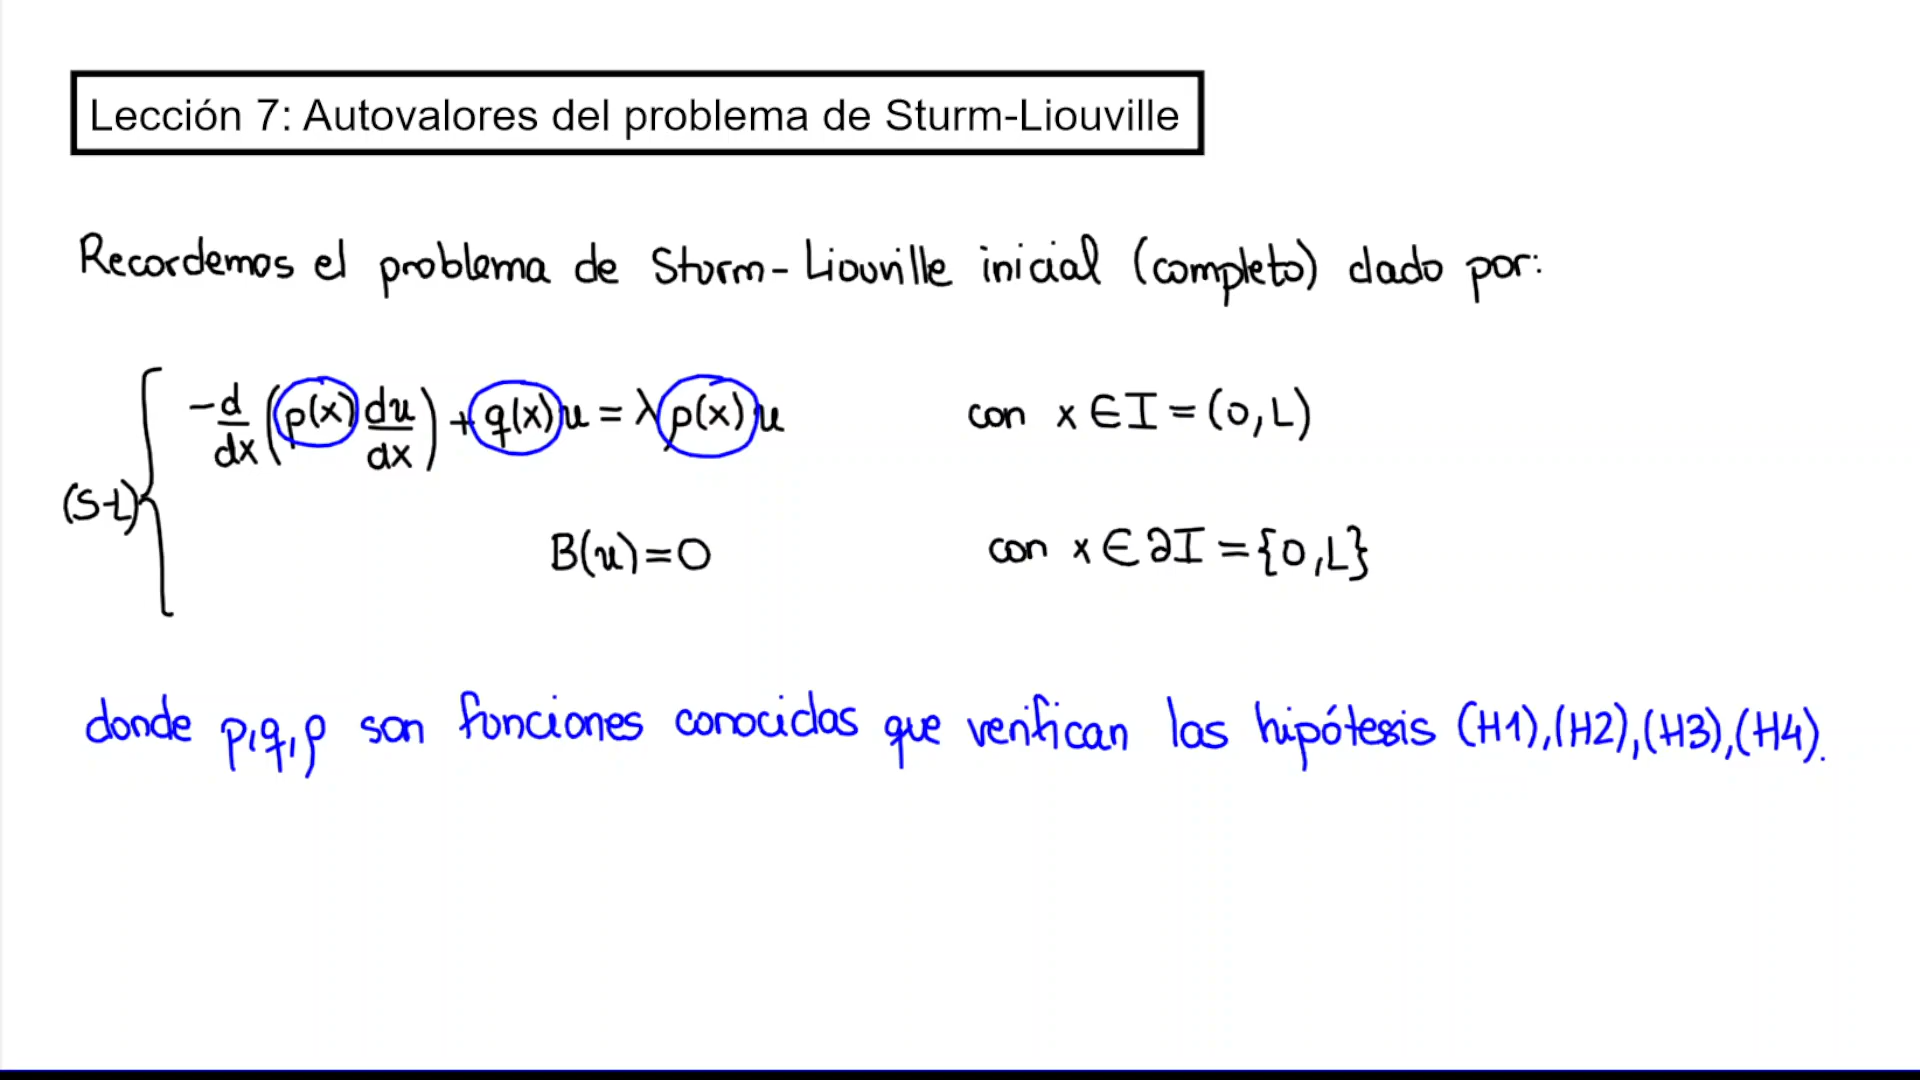 Lección 7: Autovalores del problema de Sturm-Liouville
Recordemos el problema de Sturm-Liouville inicial (completo) dado por:
(S-L) { -d/dx (p(x) du/dx) + q(x)u = λρ(x)u con x ∈ I = (0,L)
B(u)=0 con x ∈ ∂I = {0,L}
donde p,q,ρ son funciones conocidas que verifican las hipótesis (H1),(H2),(H3),(H4).